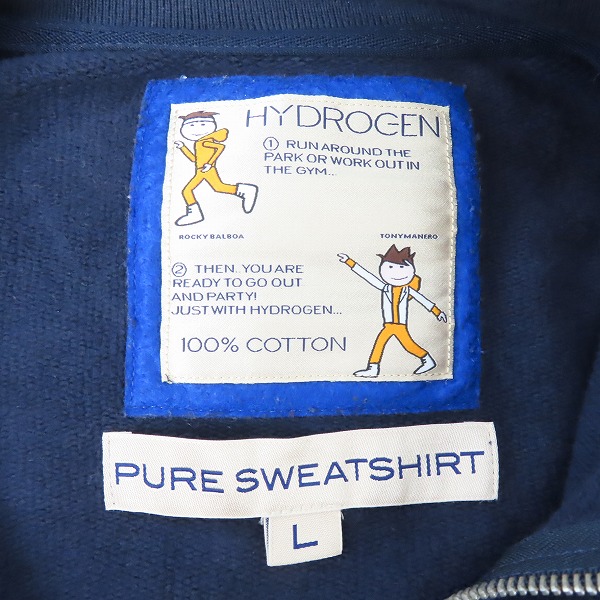 HYDROGEN
① RUN AROUND THE
PARK OR WORK OUT IN
THE GYM...
ROCKY BALBOA
TONYMANERO
② THEN.. YOU ARE
READY TO GO OUT
AND PARTY!
JUST WITH HYDROGEN...
100% COTTON
PURE SWEATSHIRT
L